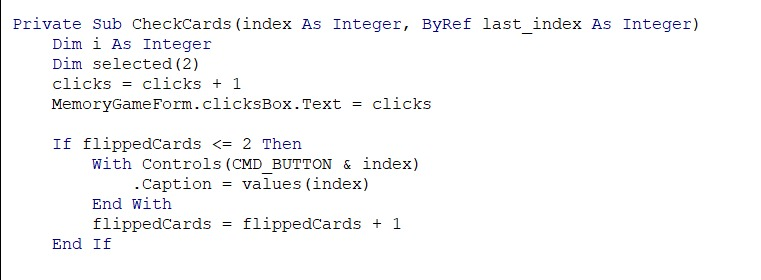 Private Sub CheckCards(index As Integer, ByRef last_index As Integer)
    Dim i As Integer
    Dim selected(2)
    clicks = clicks + 1
    MemoryGameForm.clicksBox.Text = clicks

    If flippedCards <= 2 Then
        With Controls(CMD_BUTTON & index)
            .Caption = values(index)
        End With
        flippedCards = flippedCards + 1
    End If